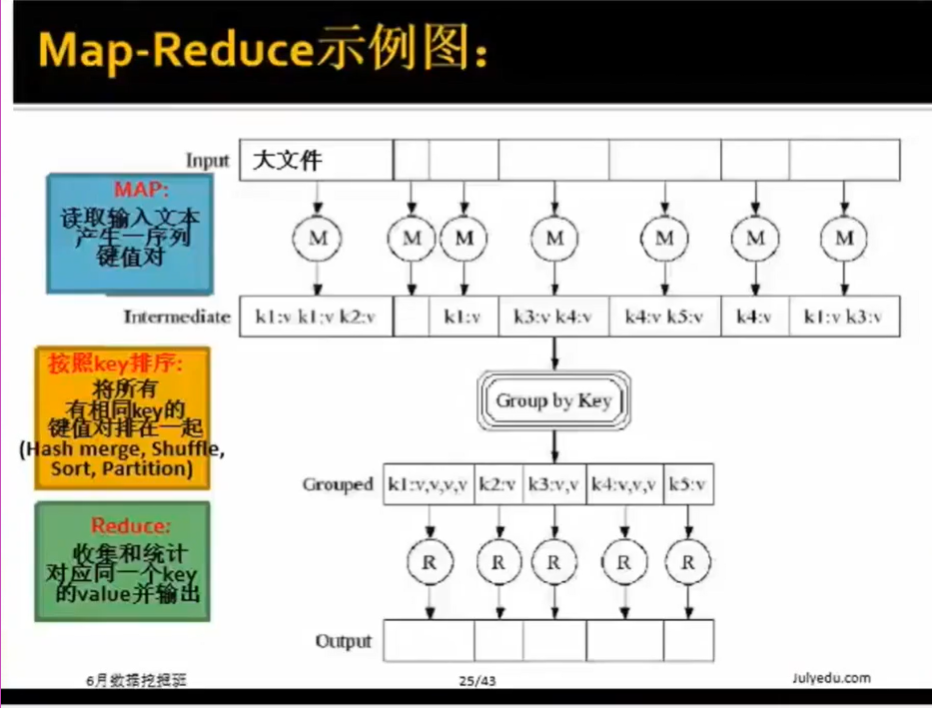 Map-Reduce示例图：
Input
大文件
MAP:
读取输入文本
产生一序列
键值对
M M M M M M M
Intermediate
k1:v k1:v k2:v
k1:v
k3:v k4:v
k4:v k5:v
k4:v
k1:v k3:v
按照key排序:
将所有
有相同key的
键值对排在一起
(Hash merge, Shuffle,
Sort, Partition)
Group by Key
Grouped
k1:v,v,v,v
k2:v
k3:v,v
k4:v,v,v
k5:v
Reduce:
收集和统计
对应同一个key
的value并输出
R R R R R
Output
6月数据挖掘班
25/43
Julyedu.com